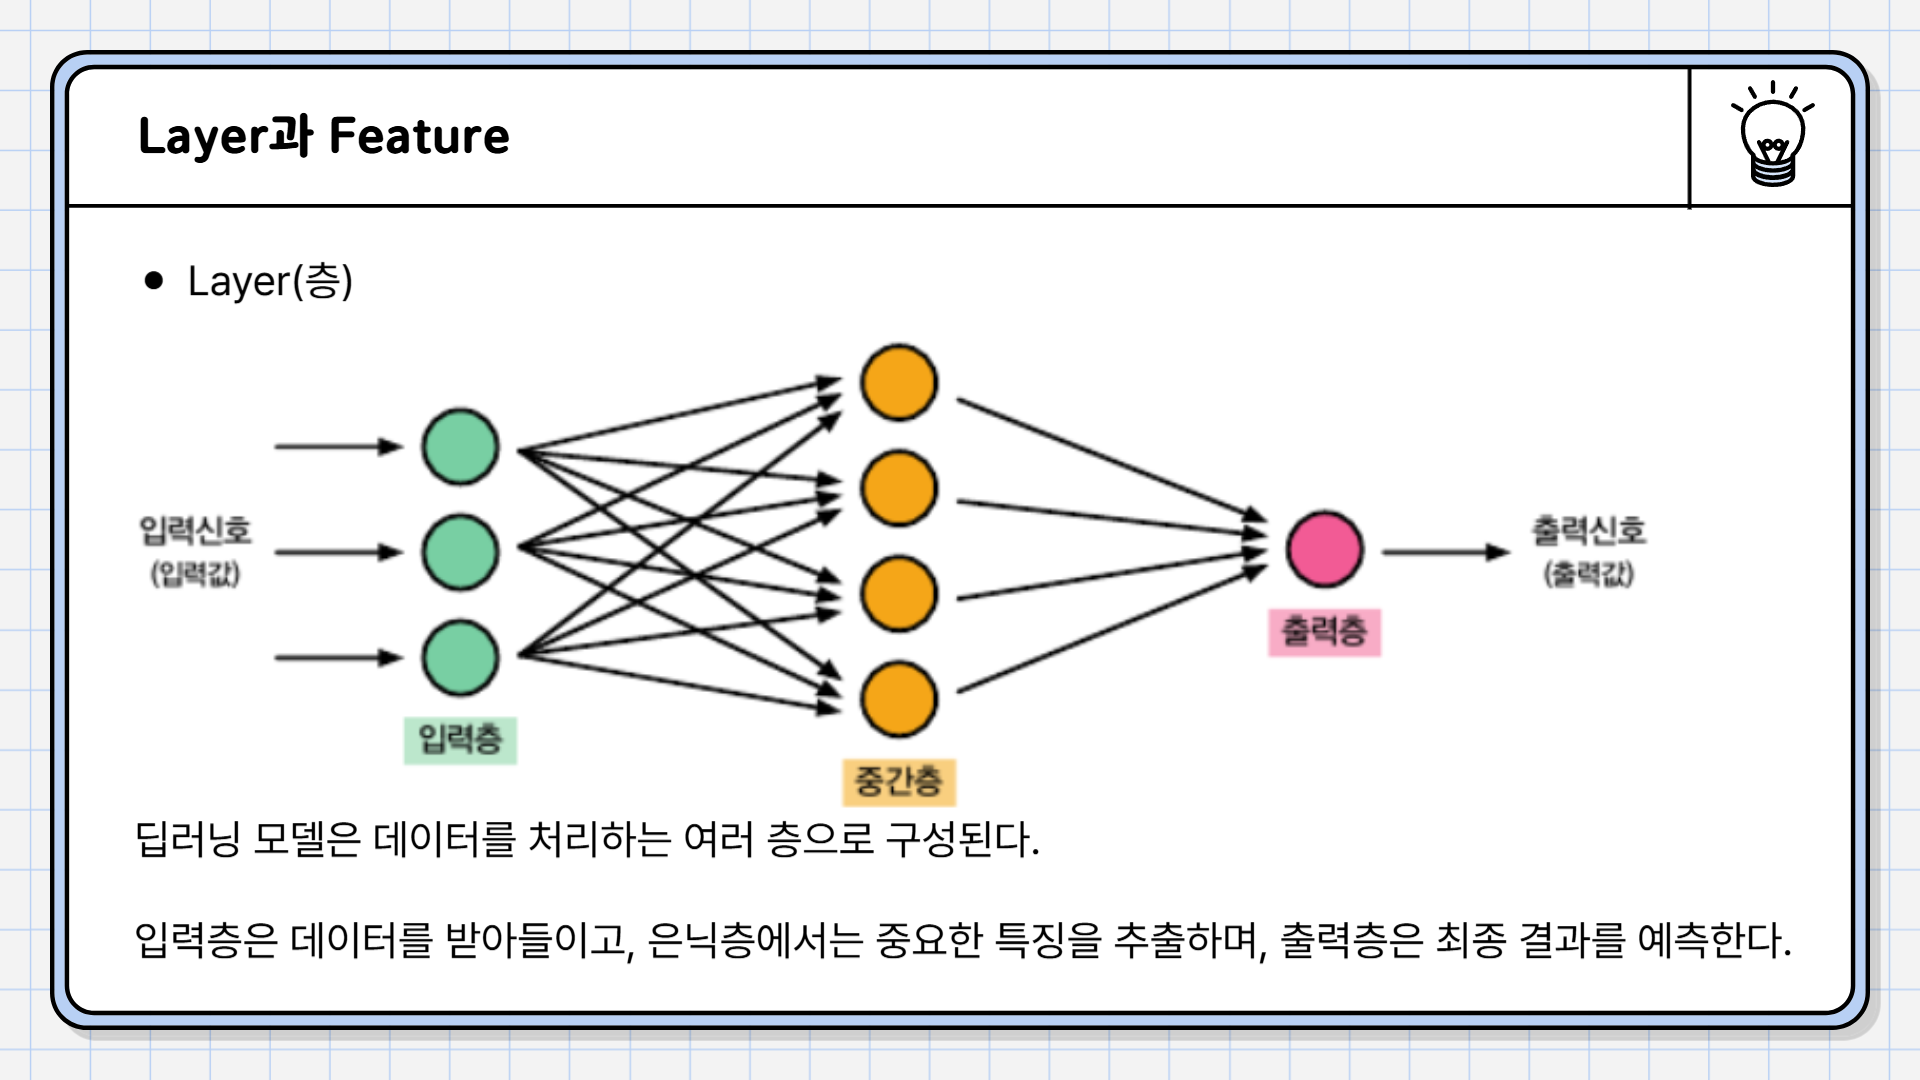 Layer과 Feature
Layer(층)
입력신호
(입력값)
입력층
중간층
출력층
출력신호
(출력값)
딥러닝 모델은 데이터를 처리하는 여러 층으로 구성된다.
입력층은 데이터를 받아들이고, 은닉층에서는 중요한 특징을 추출하며, 출력층은 최종 결과를 예측한다.